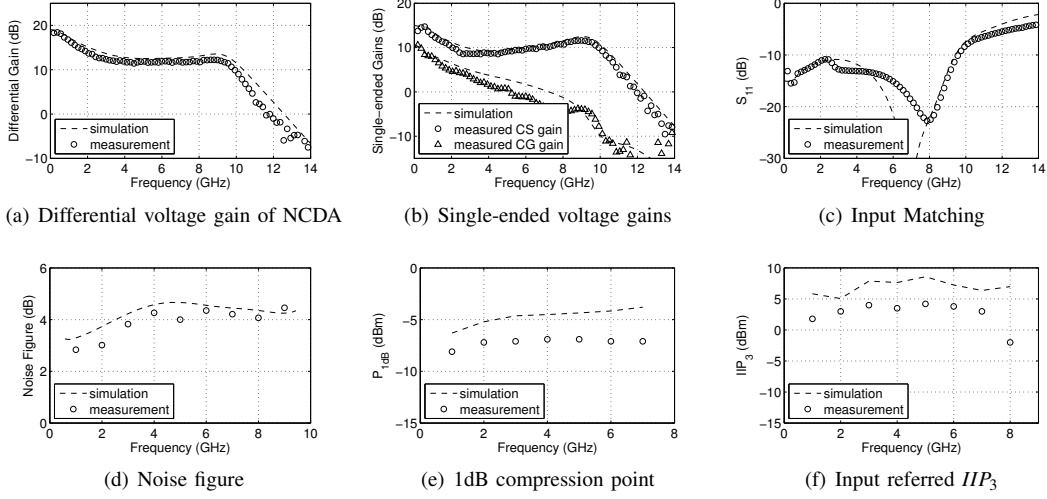 20
10
0
−10
0 2 4 6 8 10 12 14
Differential Gain (dB)
Frequency (GHz)
simulation
measurement
(a) Differential voltage gain of NCDA
20
10
0
−10
0 2 4 6 8 10 12 14
Single−ended Gains (dB)
Frequency (GHz)
simulation
measured CS gain
measured CG gain
(b) Single-ended voltage gains
0
−10
−20
−30
0 2 4 6 8 10 12 14
S11 (dB)
Frequency (GHz)
simulation
measurement
(c) Input Matching
6
4
2
0
0 2 4 6 8 10
Noise Figure (dB)
Frequency (GHz)
simulation
measurement
(d) Noise figure
0
−5
−10
−15
0 2 4 6 8
P1dB (dBm)
Frequency (GHz)
simulation
measurement
(e) 1dB compression point
10
5
0
−5
−10
−15
0 2 4 6 8
IIP3 (dBm)
Frequency (GHz)
simulation
measurement
(f) Input referred IIP3